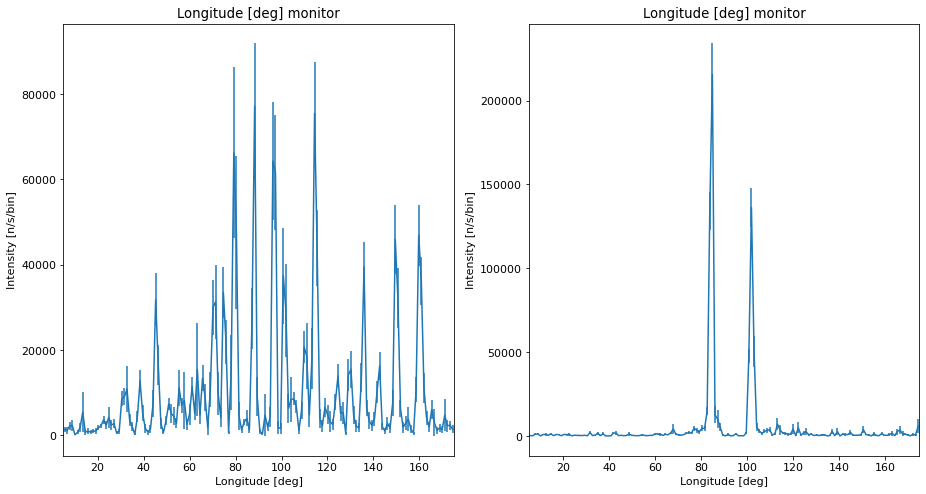 Longitude [deg] monitor
80000
60000
40000
20000
0
Intensity [n/s/bin]
20 40 60 80 100 120 140 160
Longitude [deg]
Longitude [deg] monitor
200000
150000
100000
50000
0
Intensity [n/s/bin]
20 40 60 80 100 120 140 160
Longitude [deg]